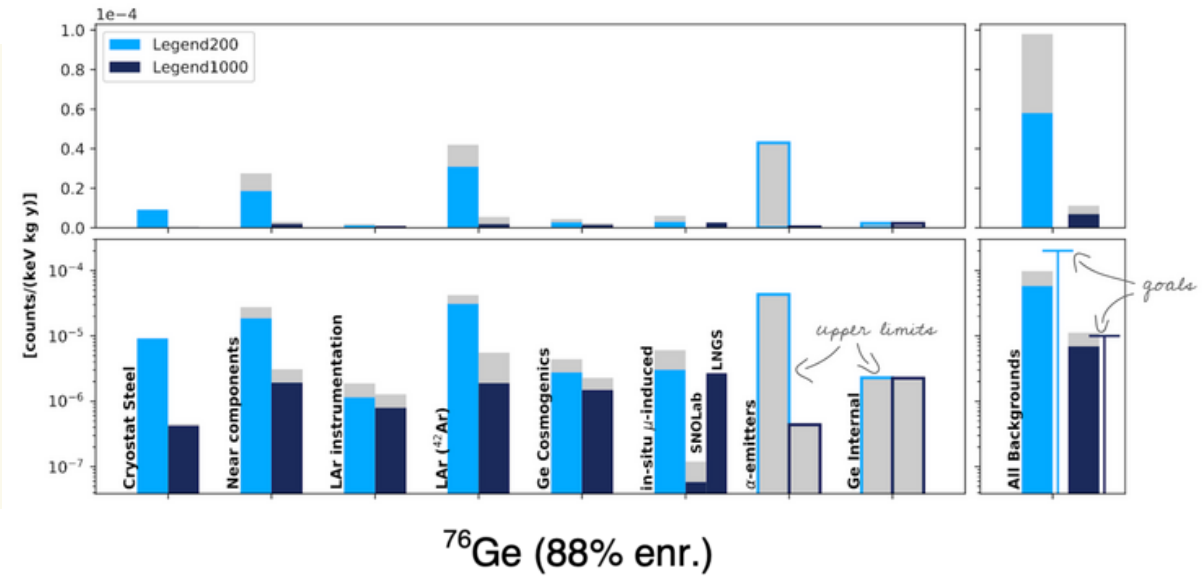 1e−4
1.0
0.8
0.6
0.4
0.2
0.0
Legend200
Legend1000
[counts/(keV kg y)]
10⁻⁴
10⁻⁵
10⁻⁶
10⁻⁷
Cryostat Steel
Near components
LAr instrumentation
LAr (⁴²Ar)
Ge Cosmogenics
in-situ μ-induced
SNOLab
LNGS
α-emitters
upper limits
Ge Internal
All Backgrounds
goals
⁷⁶Ge (88% enr.)